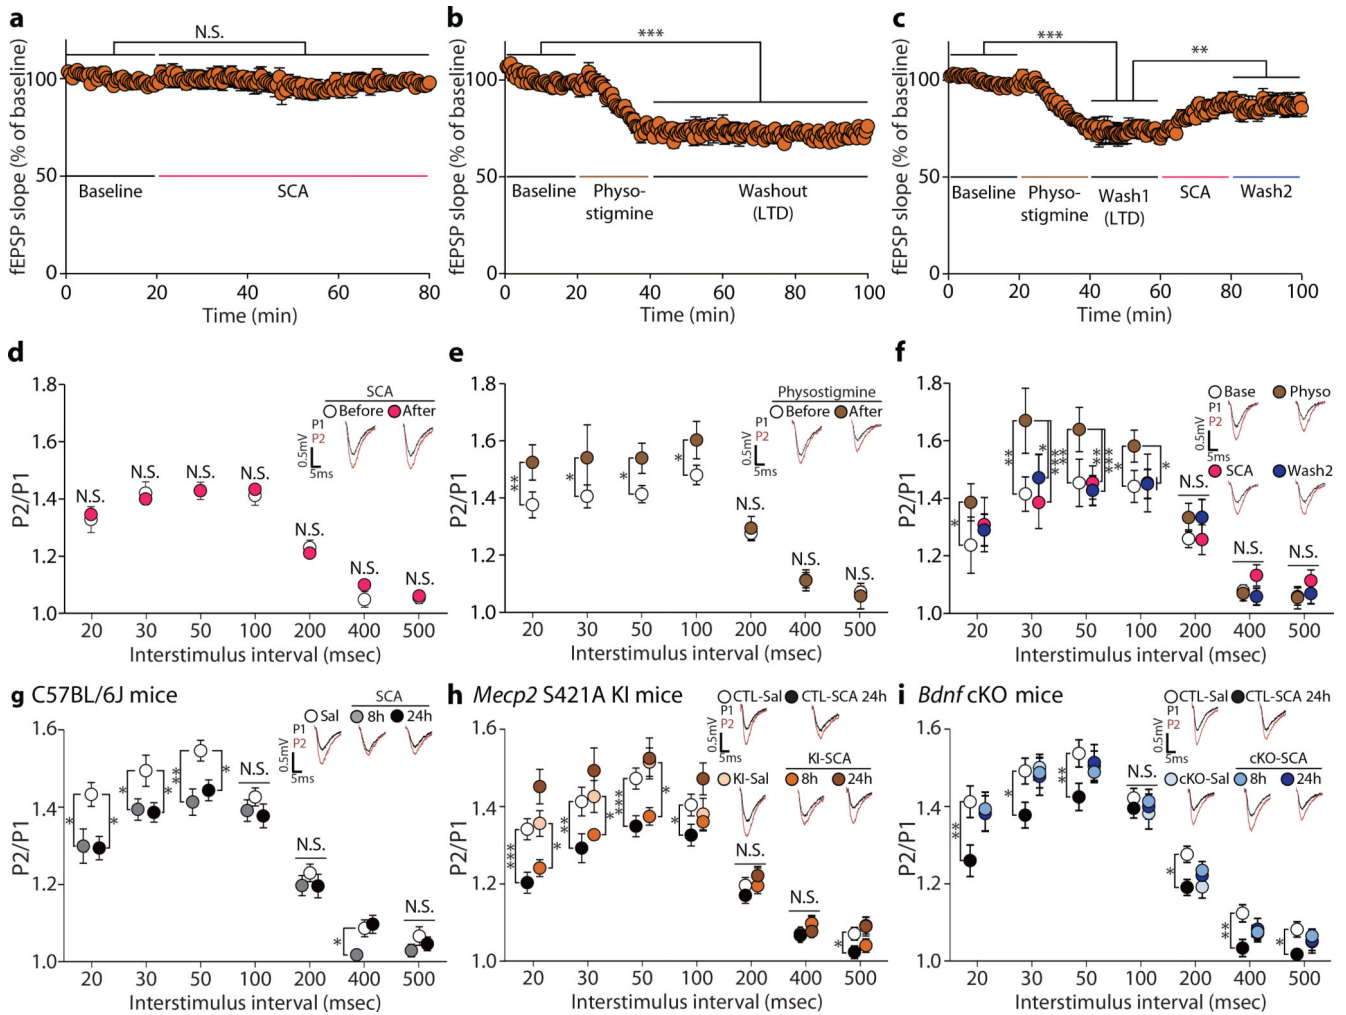 a
N.S.
fEPSP slope (% of baseline)
100
50
0
Baseline
SCA
0 20 40 60 80
Time (min)
b
***
fEPSP slope (% of baseline)
100
50
0
Baseline
Physo-
stigmine
Washout
(LTD)
0 20 40 60 80 100
Time (min)
c
***
**
fEPSP slope (% of baseline)
100
50
0
Baseline
Physo-
stigmine
Wash1
(LTD)
SCA
Wash2
0 20 40 60 80 100
Time (min)
d
SCA
Before After
P1
P2
0.5mV
5ms
P2/P1
1.8
1.6
1.4
1.2
1.0
N.S. N.S. N.S. N.S. N.S. N.S. N.S.
20 30 50 100 200 400 500
Interstimulus interval (msec)
e
Physostigmine
Before After
P1
P2
0.5mV
5ms
P2/P1
1.8
1.6
1.4
1.2
1.0
** * * * N.S. N.S. N.S.
20 30 50 100 200 400 500
Interstimulus interval (msec)
f
Base Physo
P1
P2
0.5mV
5ms
SCA Wash2
P2/P1
1.8
1.6
1.4
1.2
1.0
N.S. N.S. N.S.
20 30 50 100 200 400 500
Interstimulus interval (msec)
g C57BL/6J mice
SCA
Sal 8h 24h
P1
P2
0.5mV
5ms
P2/P1
1.6
1.4
1.2
1.0
* * * ** ** * N.S. N.S. * N.S.
20 30 50 100 200 400 500
Interstimulus interval (msec)
h Mecp2 S421A KI mice
CTL-Sal CTL-SCA 24h
P1
P2
0.5mV
5ms
KI-SCA
KI-Sal 8h 24h
P2/P1
1.6
1.4
1.2
1.0
*** * ** * *** * * N.S. N.S. *
20 30 50 100 200 400 500
Interstimulus interval (msec)
i Bdnf cKO mice
CTL-Sal CTL-SCA 24h
P1
P2
0.5mV
5ms
cKO-SCA
cKO-Sal 8h 24h
P2/P1
1.6
1.4
1.2
1.0
** * ** N.S. * ** *
20 30 50 100 200 400 500
Interstimulus interval (msec)